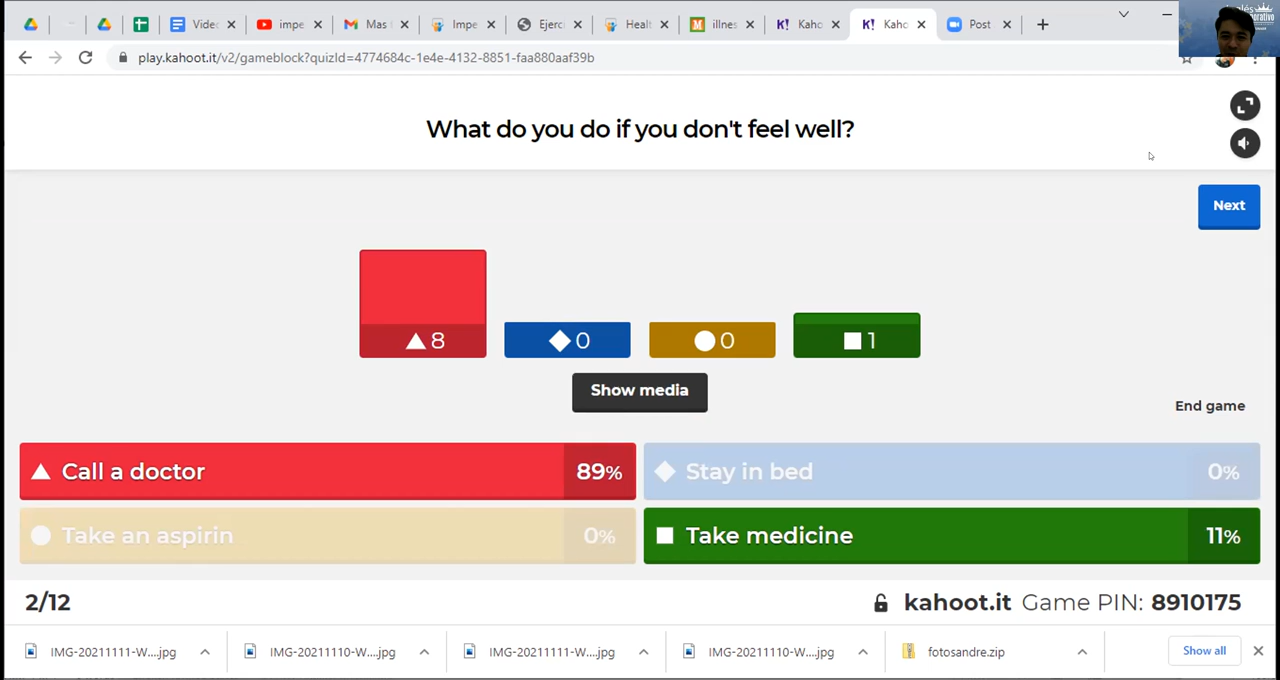 Video
impe
Mas
Impe
Ejerci
Healt
illnes
Kaho
Kaho
Post
play.kahoot.it/v2/gameblock?quizId=4774684c-1e4e-4132-8851-faa880aaf39b
What do you do if you don't feel well?
Next
8
0
0
1
Show media
End game
Call a doctor 89%
Stay in bed 0%
Take an aspirin 0%
Take medicine 11%
2/12
kahoot.it Game PIN: 8910175
IMG-20211111-W....jpg
IMG-20211110-W....jpg
IMG-20211111-W....jpg
IMG-20211110-W....jpg
fotosandre.zip
Show all